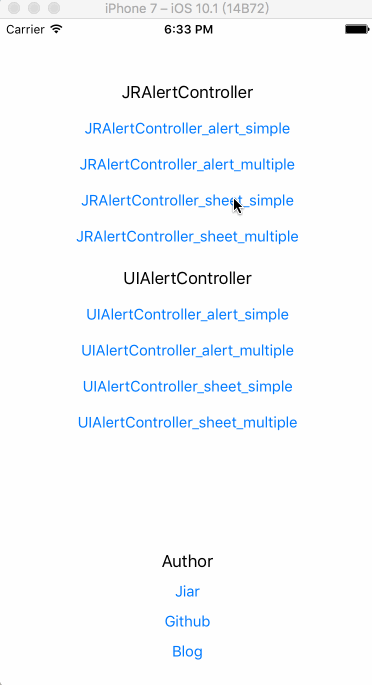 iPhone 7 – iOS 10.1 (14B72)
Carrier 6:33 PM
JRAlertController
JRAlertController_alert_simple
JRAlertController_alert_multiple
JRAlertController_sheet_simple
JRAlertController_sheet_multiple
UIAlertController
UIAlertController_alert_simple
UIAlertController_alert_multiple
UIAlertController_sheet_simple
UIAlertController_sheet_multiple
Author
Jiar
Github
Blog